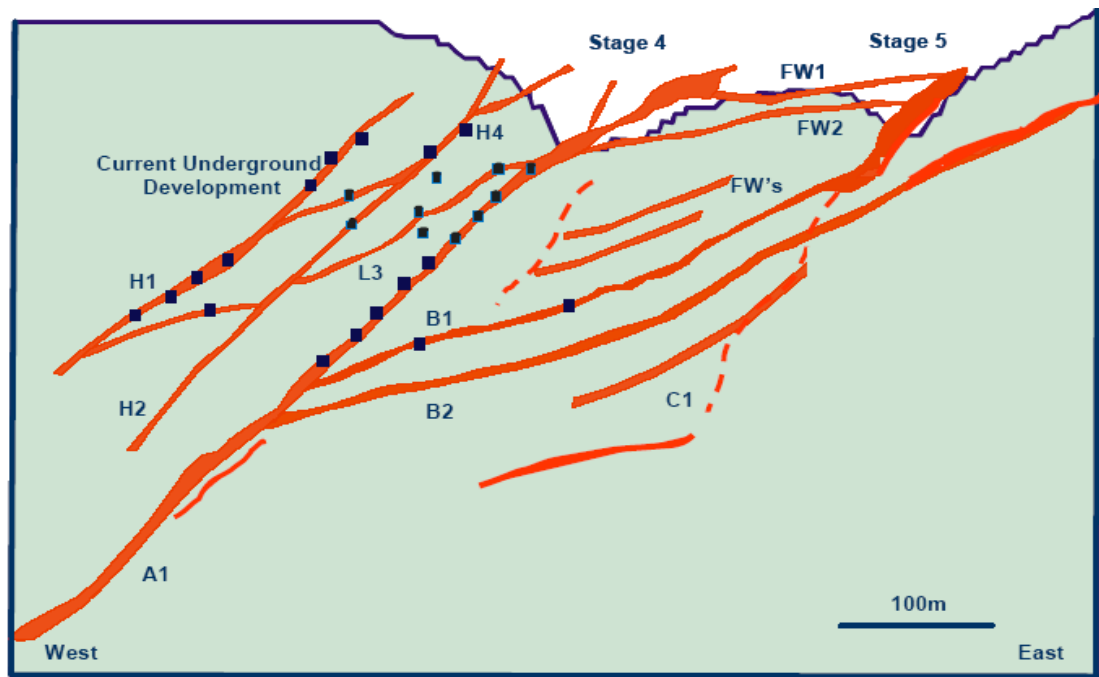 Stage 4
Stage 5
FW1
H4
FW2
Current Underground
Development
FW's
H1
L3
B1
H2
B2
C1
A1
100m
West
East